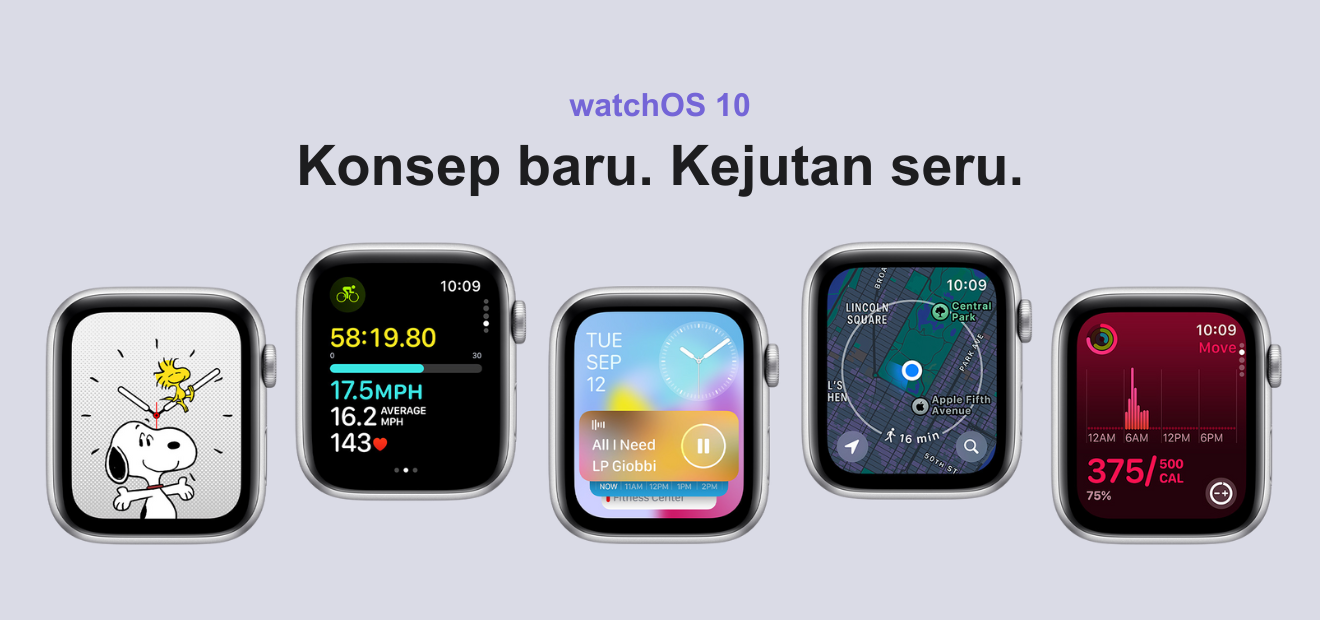 watchOS 10
Konsep baru. Kejutan seru.
10:09
58:19.80
0 30
17.5MPH
16.2 AVERAGE MPH
143
TUE
SEP
12
All I Need
LP Giobbi
NOW 11AM 12PM 1PM 2PM
Fitness Center
BROA
10:09
LINCOLN
SQUARE
Central
Park
PARK AVE
L'S
HEN
Apple Fifth
Avenue
16 min
50TH ST
10:09
Move
12AM 6AM 12PM 6PM
375/500 CAL
75%